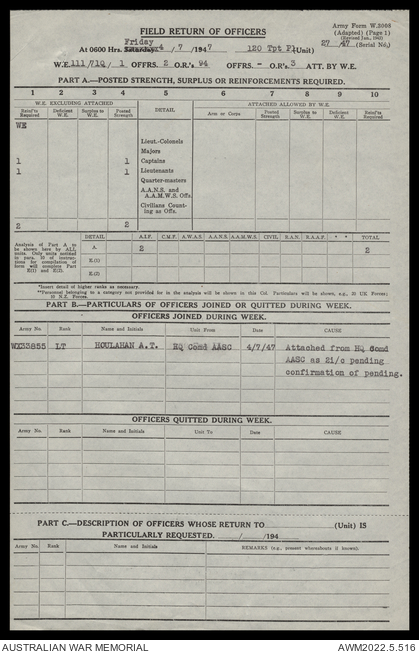 Army Form W.3008
(Adapted) (Page 1)
FIELD RETURN OF OFFICERS
Friday
At 0600 Hrs. Saturday 4 / 7 / 1947 120 Tpt Pl (Unit)
27 /47 (Serial No.)
W.E. 111/71Q/ 1 OFFRS. 2 O.R's. 94 OFFRS. – O.R's. 3 ATT. BY W.E.
PART A.—POSTED STRENGTH, SURPLUS OR REINFORCEMENTS REQUIRED.
1 2 3 4 5 6 7 8 9 10
W.E. EXCLUDING ATTACHED
ATTACHED ALLOWED BY W.E.
Reinf'ts Required
Deficient W.E.
Surplus to W.E.
Posted Strength
DETAIL
Arm or Corps
Posted Strength
Deficient W.E.
Surplus to W.E.
Reinf'ts Required
WE
Lieut.-Colonels
Majors
1 1 Captains
1 1 Lieutenants
Quarter-masters
A.A.N.S. and A.A.M.W.S. Offs.
Civilians Counting as Offs.
2 2
Analysis of Part A to be shown here by ALL units. Only units notified in para. 10 of instructions for compilation of form will complete Part E(1) and E(2).
DETAIL A.I.F. C.M.F. A.W.A.S. A.A.N.S. A.A.M.W.S. CIVIL R.A.N. R.A.A.F. * * TOTAL
A. 2 2
E.(1)
E.(2)
*Insert detail of higher ranks as necessary.
**Personnel belonging to a category not provided for in the analysis will be shown in this Col. Particulars will be shown, e.g., 20 UK Forces; 10 N.Z. Forces.
PART B.—PARTICULARS OF OFFICERS JOINED OR QUITTED DURING WEEK.
OFFICERS JOINED DURING WEEK.
Army No. Rank Name and Initials Unit From Date CAUSE
WX33855 LT HOULAHAN A.T. HQ Comd AASC 4/7/47 Attached from HQ Comd
AASC as 2i/c pending
confirmation of pending.
OFFICERS QUITTED DURING WEEK.
Army No. Rank Name and Initials Unit To Date CAUSE
PART C.—DESCRIPTION OF OFFICERS WHOSE RETURN TO (Unit) IS
PARTICULARLY REQUESTED. / /194
Army No. Rank Name and Initials REMARKS (e.g., present whereabouts if known).
AUSTRALIAN WAR MEMORIAL AWM2022.5.516